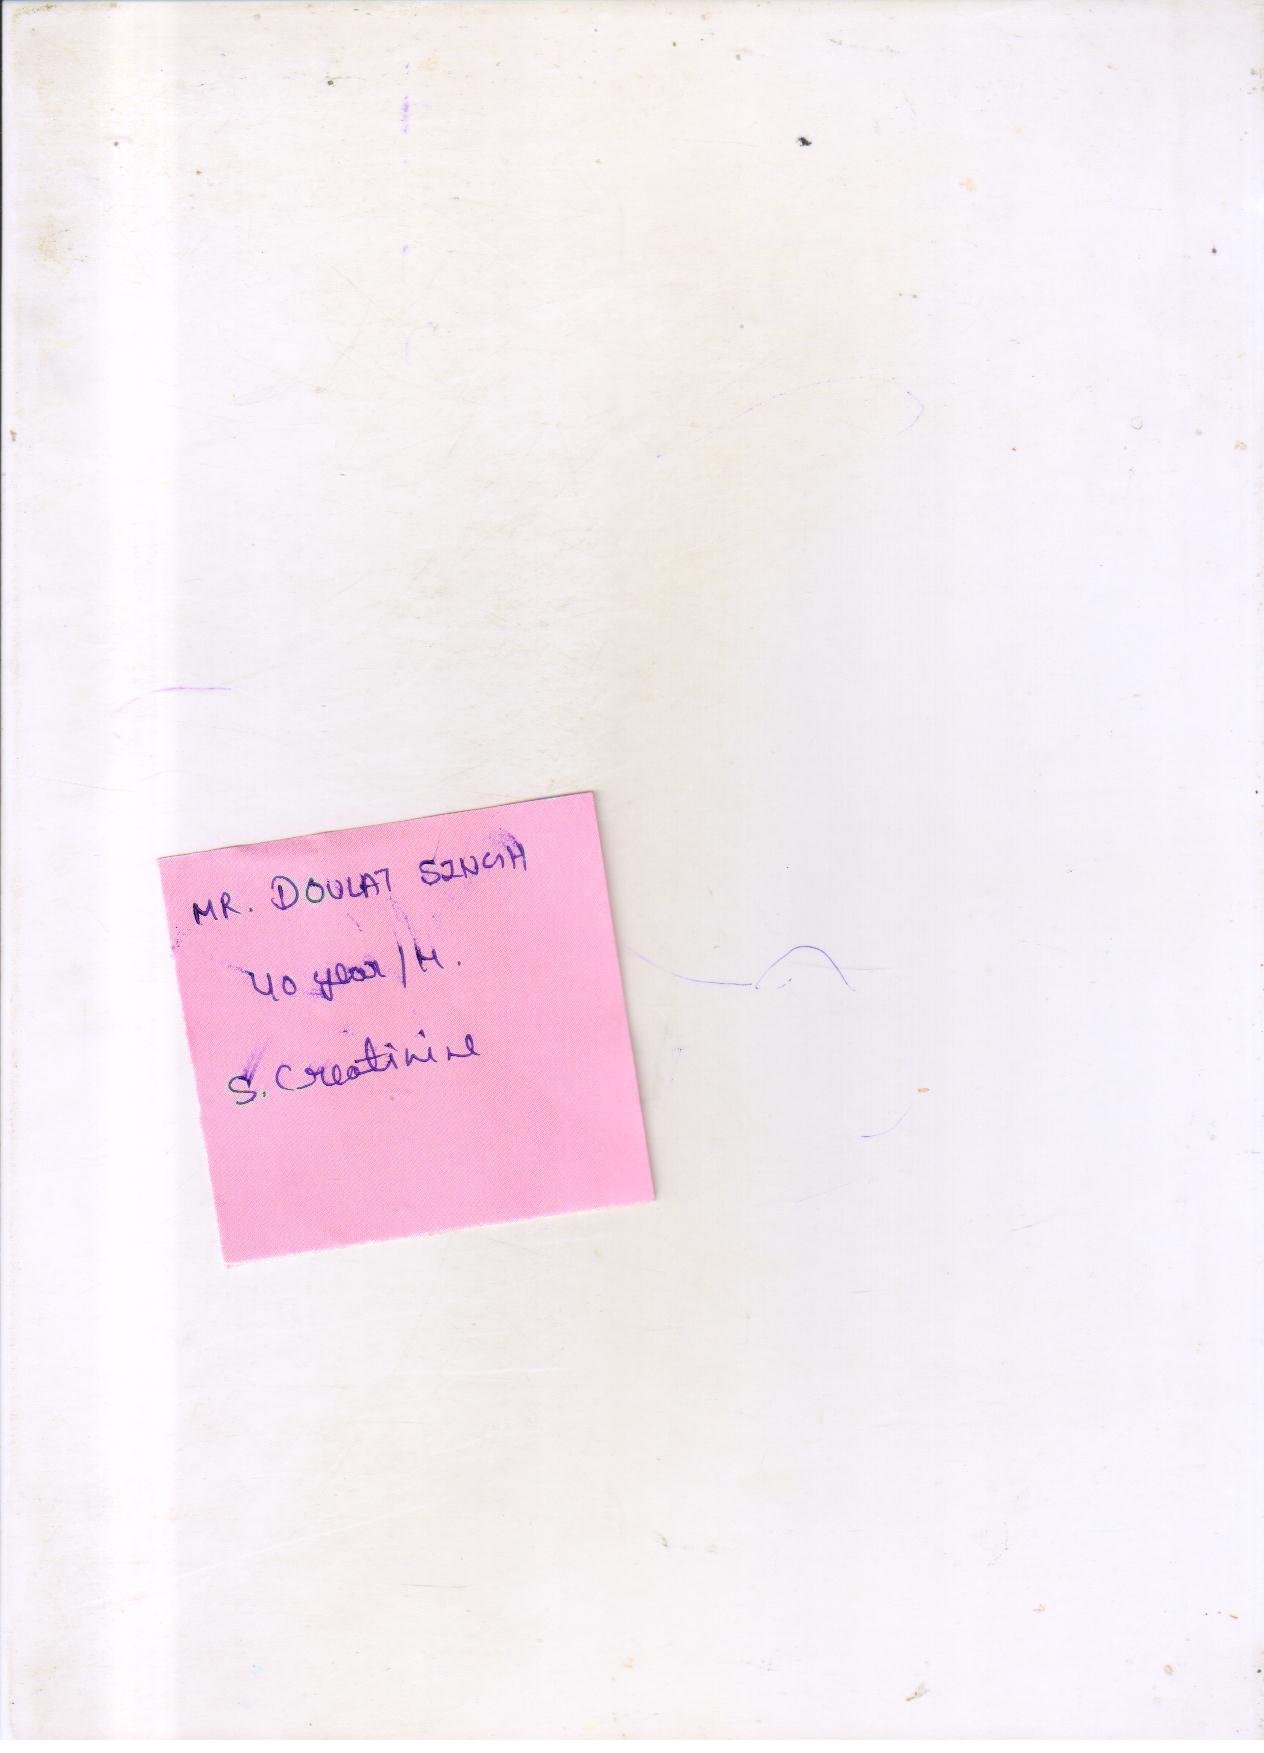 MR. DOULAT SINGH
40 year/M.
S. Creatinine